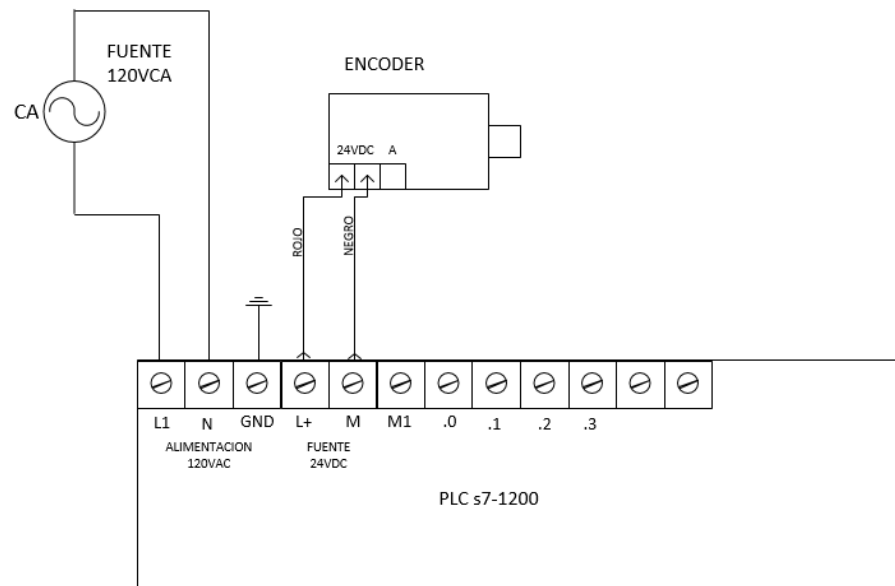 FUENTE
120VCA
CA
ENCODER
24VDC A
ROJO
NEGRO
L1 N GND L+ M M1 .0 .1 .2 .3
ALIMENTACION
120VAC
FUENTE
24VDC
PLC s7-1200